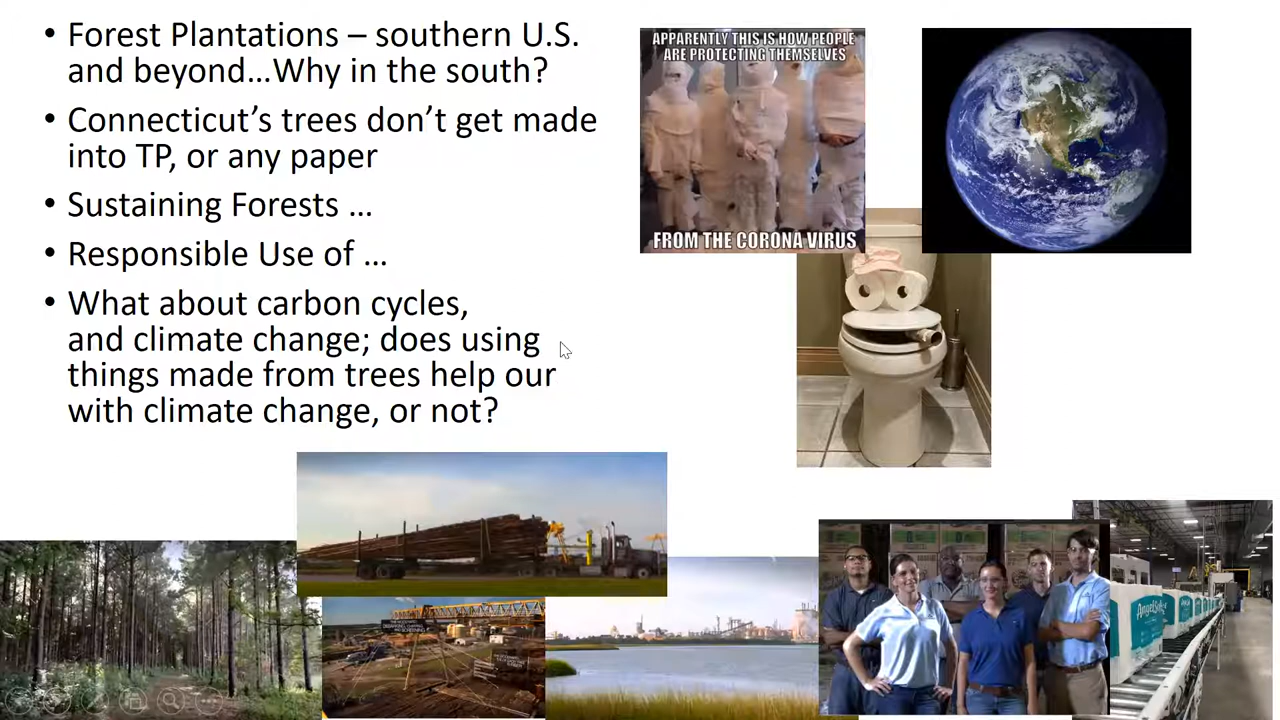 • Forest Plantations – southern U.S.
and beyond…Why in the south?
• Connecticut’s trees don’t get made
into TP, or any paper
• Sustaining Forests …
• Responsible Use of …
• What about carbon cycles,
and climate change; does using
things made from trees help our
with climate change, or not?
APPARENTLY THIS IS HOW PEOPLE
ARE PROTECTING THEMSELVES
FROM THE CORONA VIRUS